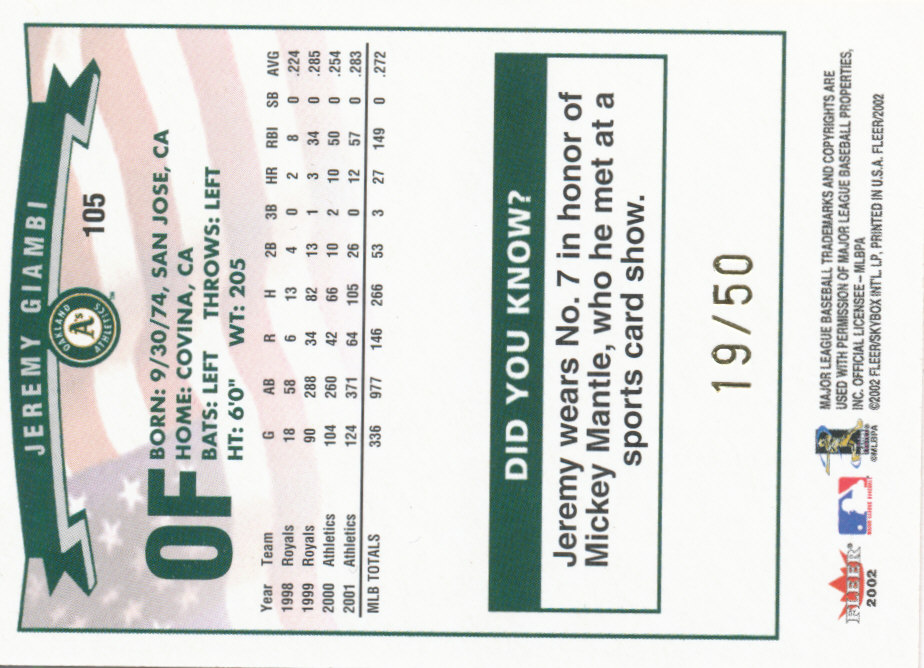 JEREMY GIAMBI
OAKLAND
A's
ATHLETICS
™
105
OF
BORN: 9/30/74, SAN JOSE, CA
HOME: COVINA, CA
BATS: LEFT THROWS: LEFT
HT: 6'0" WT: 205
Year Team G AB R H 2B 3B HR RBI SB AVG
1998 Royals 18 58 6 13 4 0 2 8 0 .224
1999 Royals 90 288 34 82 13 1 3 34 0 .285
2000 Athletics 104 260 42 66 10 2 10 50 0 .254
2001 Athletics 124 371 64 105 26 0 12 57 0 .283
MLB TOTALS 336 977 146 266 53 3 27 149 0 .272
DID YOU KNOW?
Jeremy wears No. 7 in honor of
Mickey Mantle, who he met at a
sports card show.
19/50
FLEER®
2002
©MLBPA
MAJOR LEAGUE BASEBALL TRADEMARKS AND COPYRIGHTS ARE
USED WITH PERMISSION OF MAJOR LEAGUE BASEBALL PROPERTIES,
INC. OFFICIAL LICENSEE – MLBPA
©2002 FLEER/SKYBOX INT'L. LP, PRINTED IN U.S.A. FLEER/2002